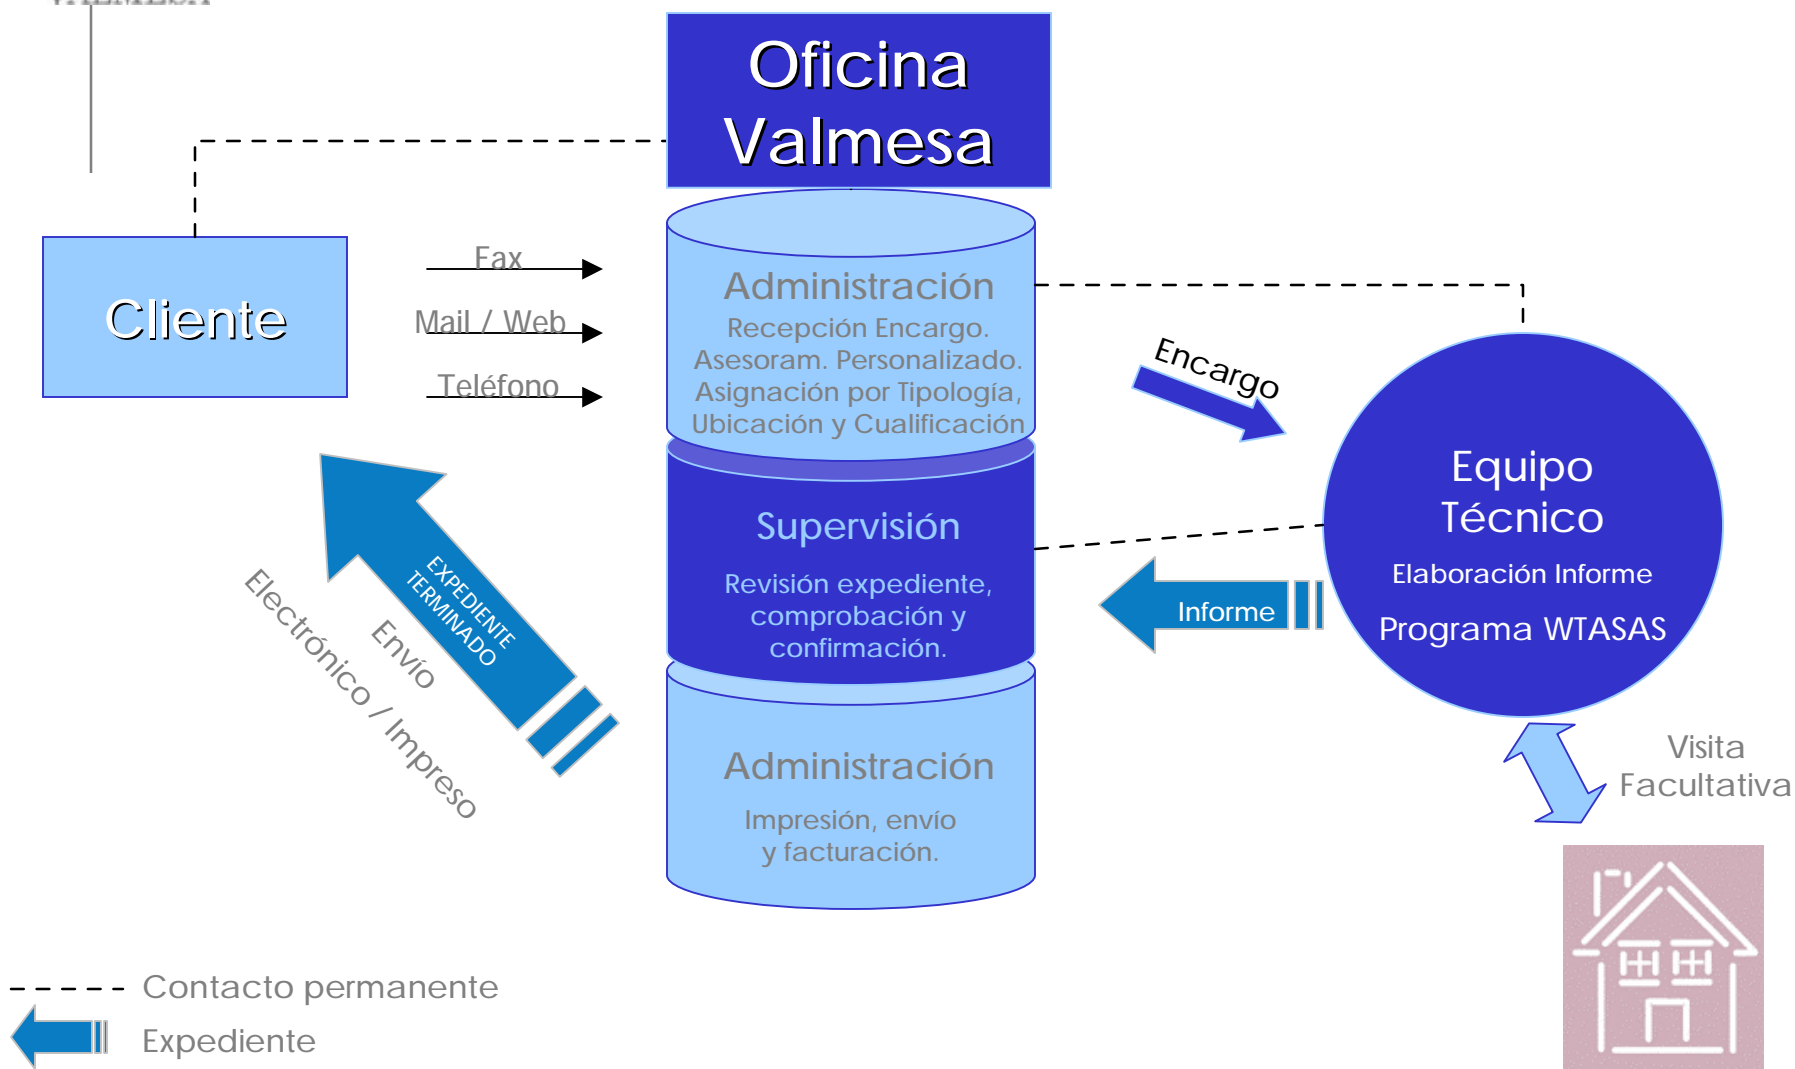 Oficina
Valmesa
Cliente
Fax
Mail / Web
Teléfono
Administración
Recepción Encargo.
Asesoram. Personalizado.
Asignación por Tipología,
Ubicación y Cualificación
Encargo
Equipo
Técnico
Elaboración Informe
Programa WTASAS
Supervisión
Revisión expediente,
comprobación y
confirmación.
Informe
EXPEDIENTE
TERMINADO
Envío
Electrónico / Impreso
Administración
Impresión, envío
y facturación.
Visita
Facultativa
Contacto permanente
Expediente